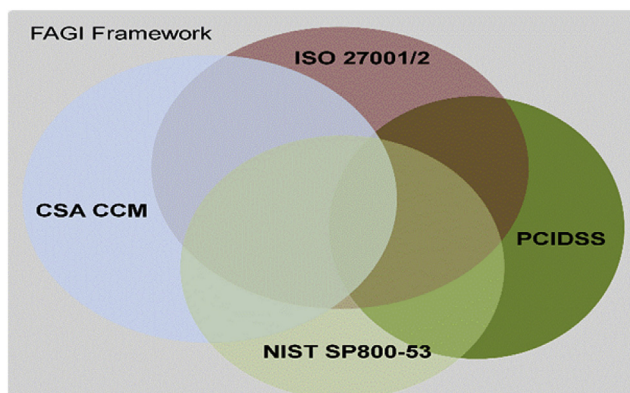 FAGI Framework
ISO 27001/2
CSA CCM
PCIDSS
NIST SP800-53